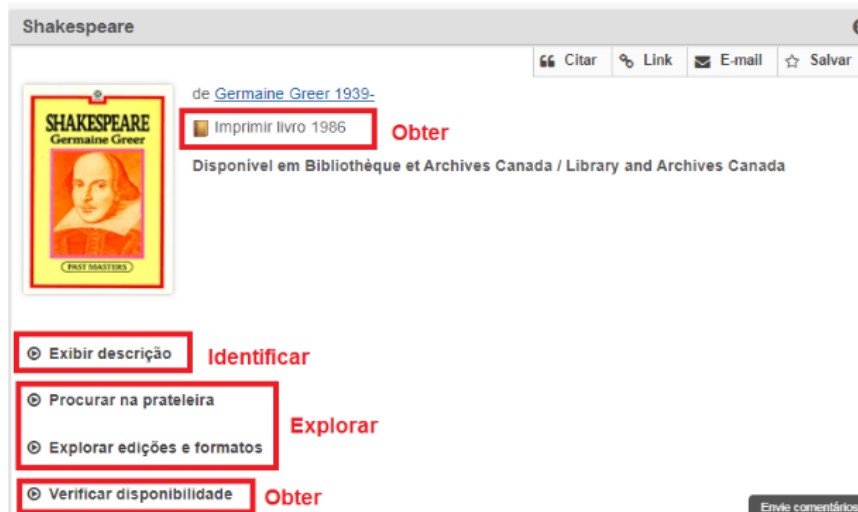 Shakespeare
Citar Link E-mail Salvar
de Germaine Greer 1939-
SHAKESPEARE
Germaine Greer
PAST MASTERS
Imprimir livro 1986 Obter
Disponível em Bibliothèque et Archives Canada / Library and Archives Canada
Exibir descrição Identificar
Procurar na prateleira
Explorar edições e formatos
Explorar
Verificar disponibilidade Obter
Envie comentários